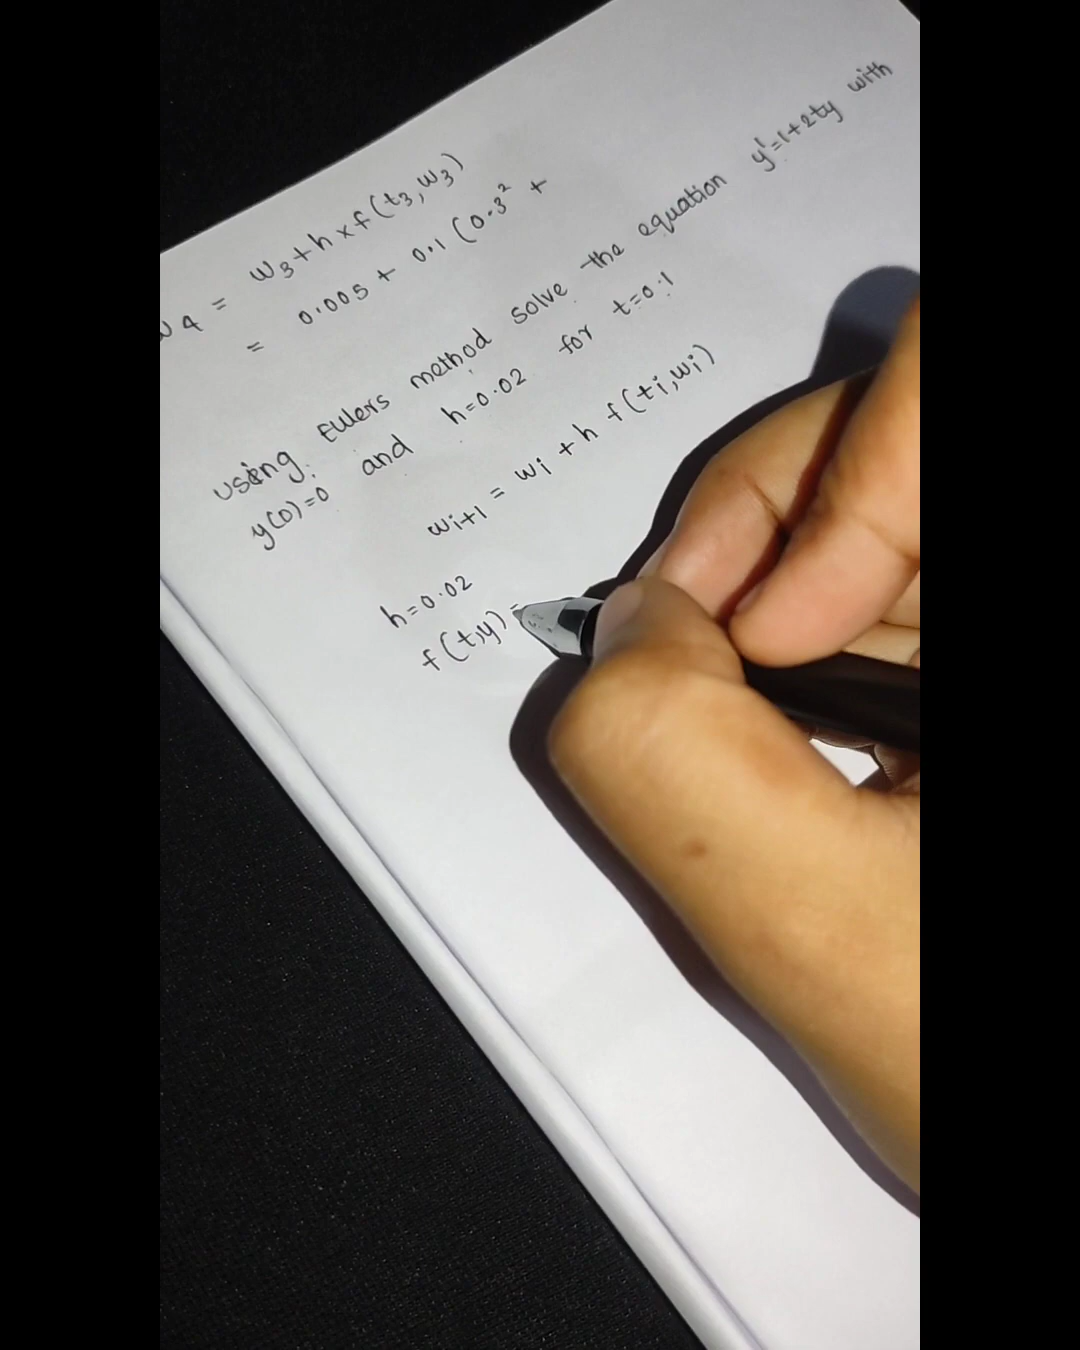 w4 = w3+h×f(t3,w3)
= 0.005 + 0.1 (0.3² +
using Eulers method solve the equation y'=1+2ty with
y(0)=0 and h=0.02 for t=0.1
wi+1 = wi + h f(ti,wi)
h=0.02
f(t,y)=